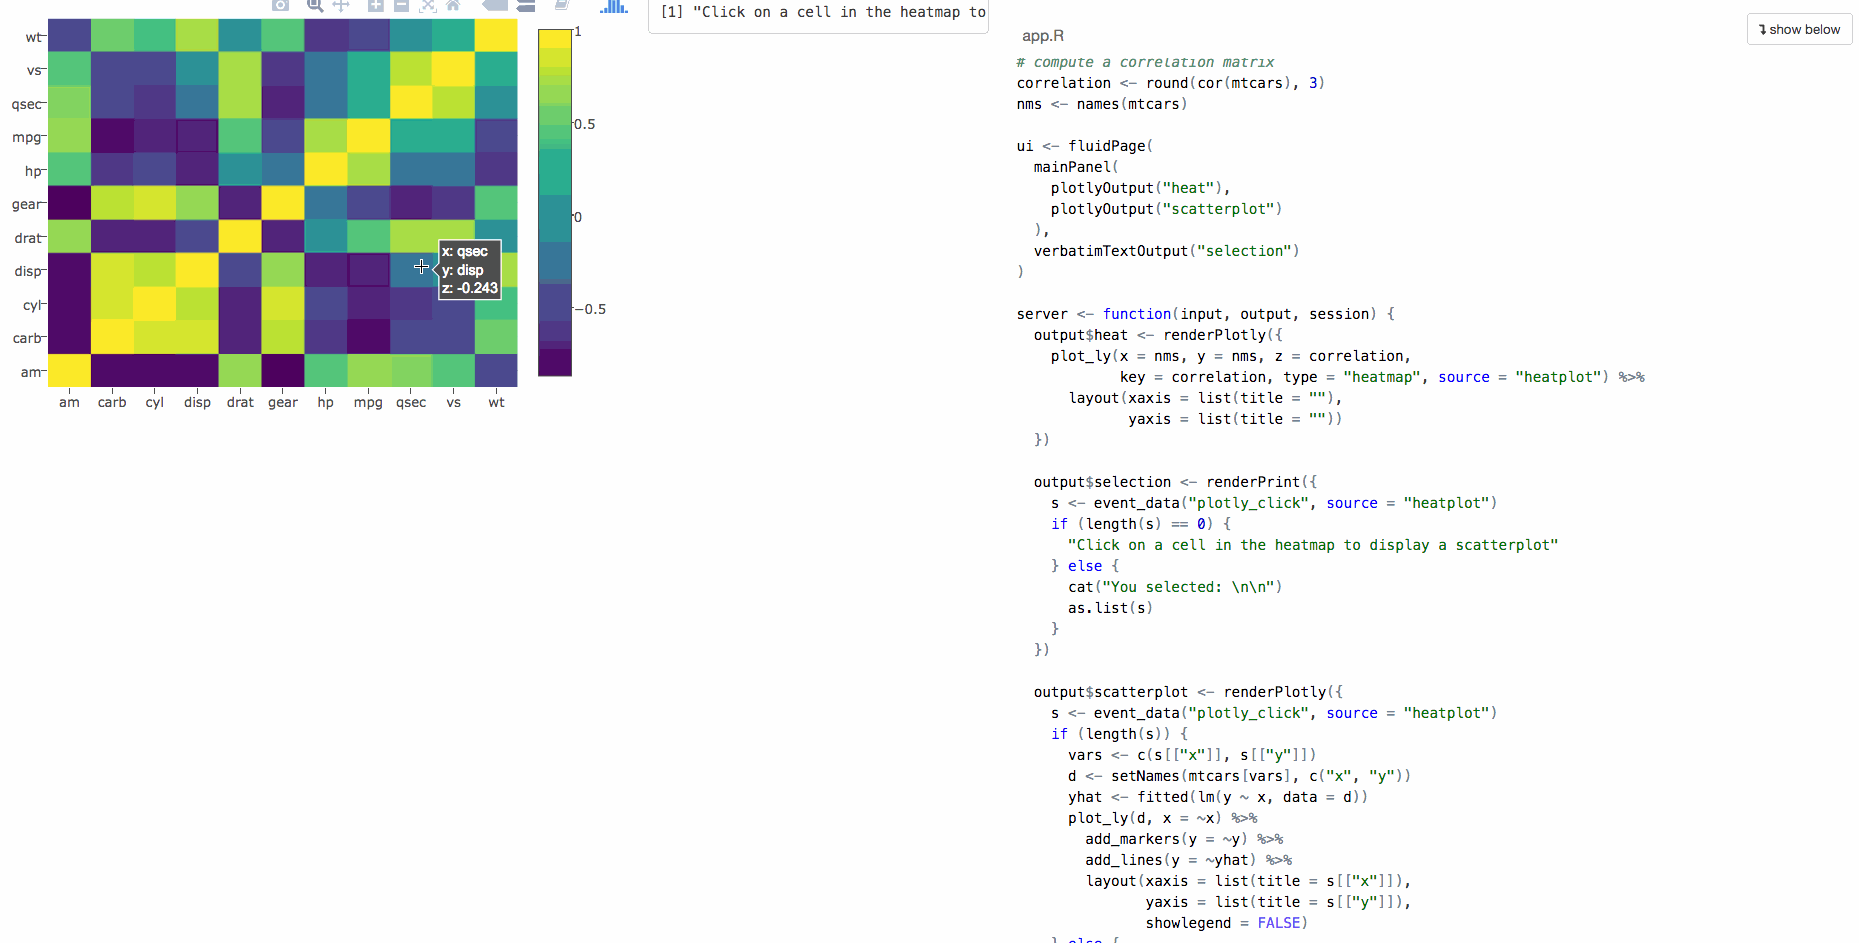 [1] "Click on a cell in the heatmap to
wt
vs
qsec
mpg
hp
gear
drat
disp
cyl
carb
am
am carb cyl disp drat gear hp mpg qsec vs wt
1
0.5
0
−0.5
x: qsec
y: disp
z: -0.243
app.R
show below
# compute a correlation matrix
correlation <- round(cor(mtcars), 3)
nms <- names(mtcars)
ui <- fluidPage(
mainPanel(
plotlyOutput("heat"),
plotlyOutput("scatterplot")
),
verbatimTextOutput("selection")
)
server <- function(input, output, session) {
output$heat <- renderPlotly({
plot_ly(x = nms, y = nms, z = correlation,
key = correlation, type = "heatmap", source = "heatplot") %>%
layout(xaxis = list(title = ""),
yaxis = list(title = ""))
})
output$selection <- renderPrint({
s <- event_data("plotly_click", source = "heatplot")
if (length(s) == 0) {
"Click on a cell in the heatmap to display a scatterplot"
} else {
cat("You selected: \n\n")
as.list(s)
}
})
output$scatterplot <- renderPlotly({
s <- event_data("plotly_click", source = "heatplot")
if (length(s)) {
vars <- c(s[["x"]], s[["y"]])
d <- setNames(mtcars[vars], c("x", "y"))
yhat <- fitted(lm(y ~ x, data = d))
plot_ly(d, x = ~x) %>%
add_markers(y = ~y) %>%
add_lines(y = ~yhat) %>%
layout(xaxis = list(title = s[["x"]]),
yaxis = list(title = s[["y"]]),
showlegend = FALSE)
} else {